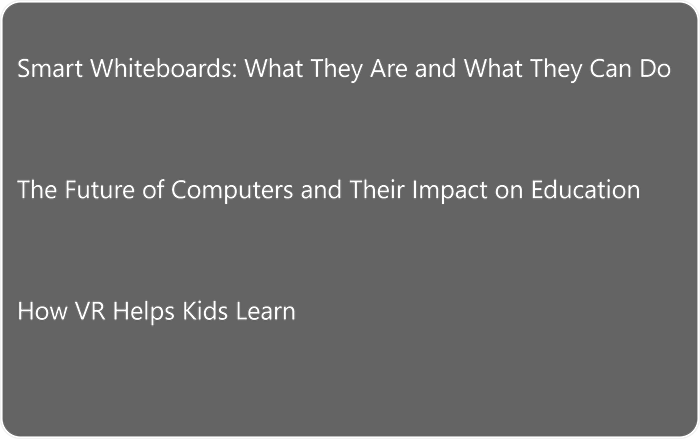 Smart Whiteboards: What They Are and What They Can Do
The Future of Computers and Their Impact on Education
How VR Helps Kids Learn